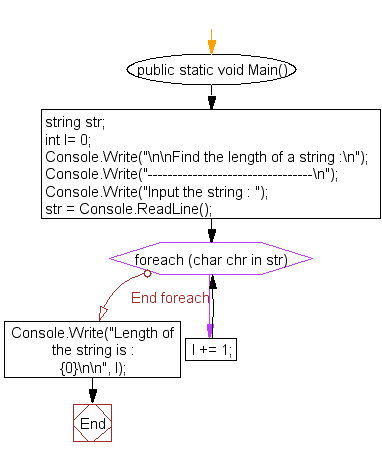 public static void Main()
string str;
int l= 0;
Console.Write("\n\nFind the length of a string :\n");
Console.Write("---------------------------------\n");
Console.Write("Input the string : ");
str = Console.ReadLine();
foreach (char chr in str)
End foreach
l += 1;
Console.Write("Length of
the string is :
{0}\n\n", l);
End